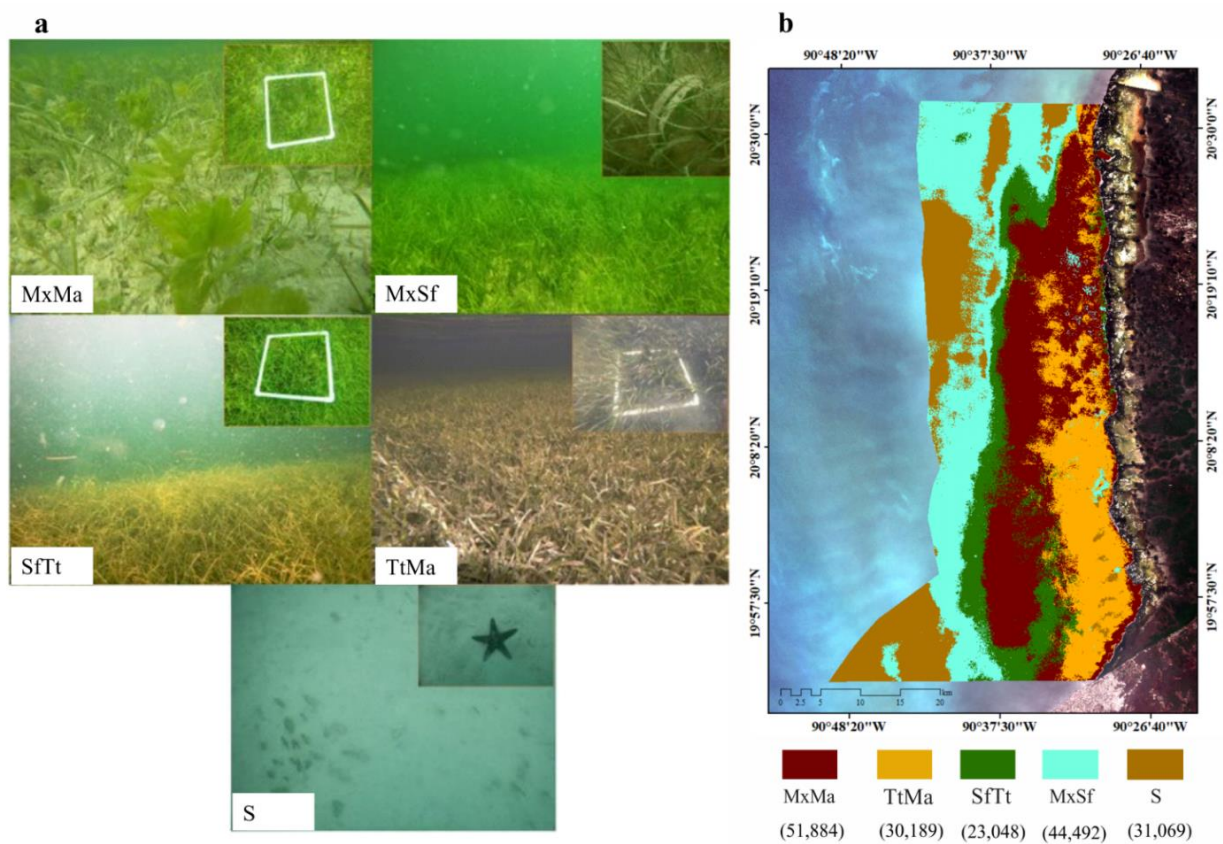 a
MxMa
MxSf
SfTt
TtMa
S
b
90°48'20"W 90°37'30"W 90°26'40"W
20°30'0"N
20°19'10"N
20°8'20"N
19°57'30"N
20°30'0"N
20°19'10"N
20°8'20"N
19°57'30"N
km
0 2.5 5 10 15 20
90°48'20"W 90°37'30"W 90°26'40"W
MxMa TtMa SfTt MxSf S
(51,884) (30,189) (23,048) (44,492) (31,069)